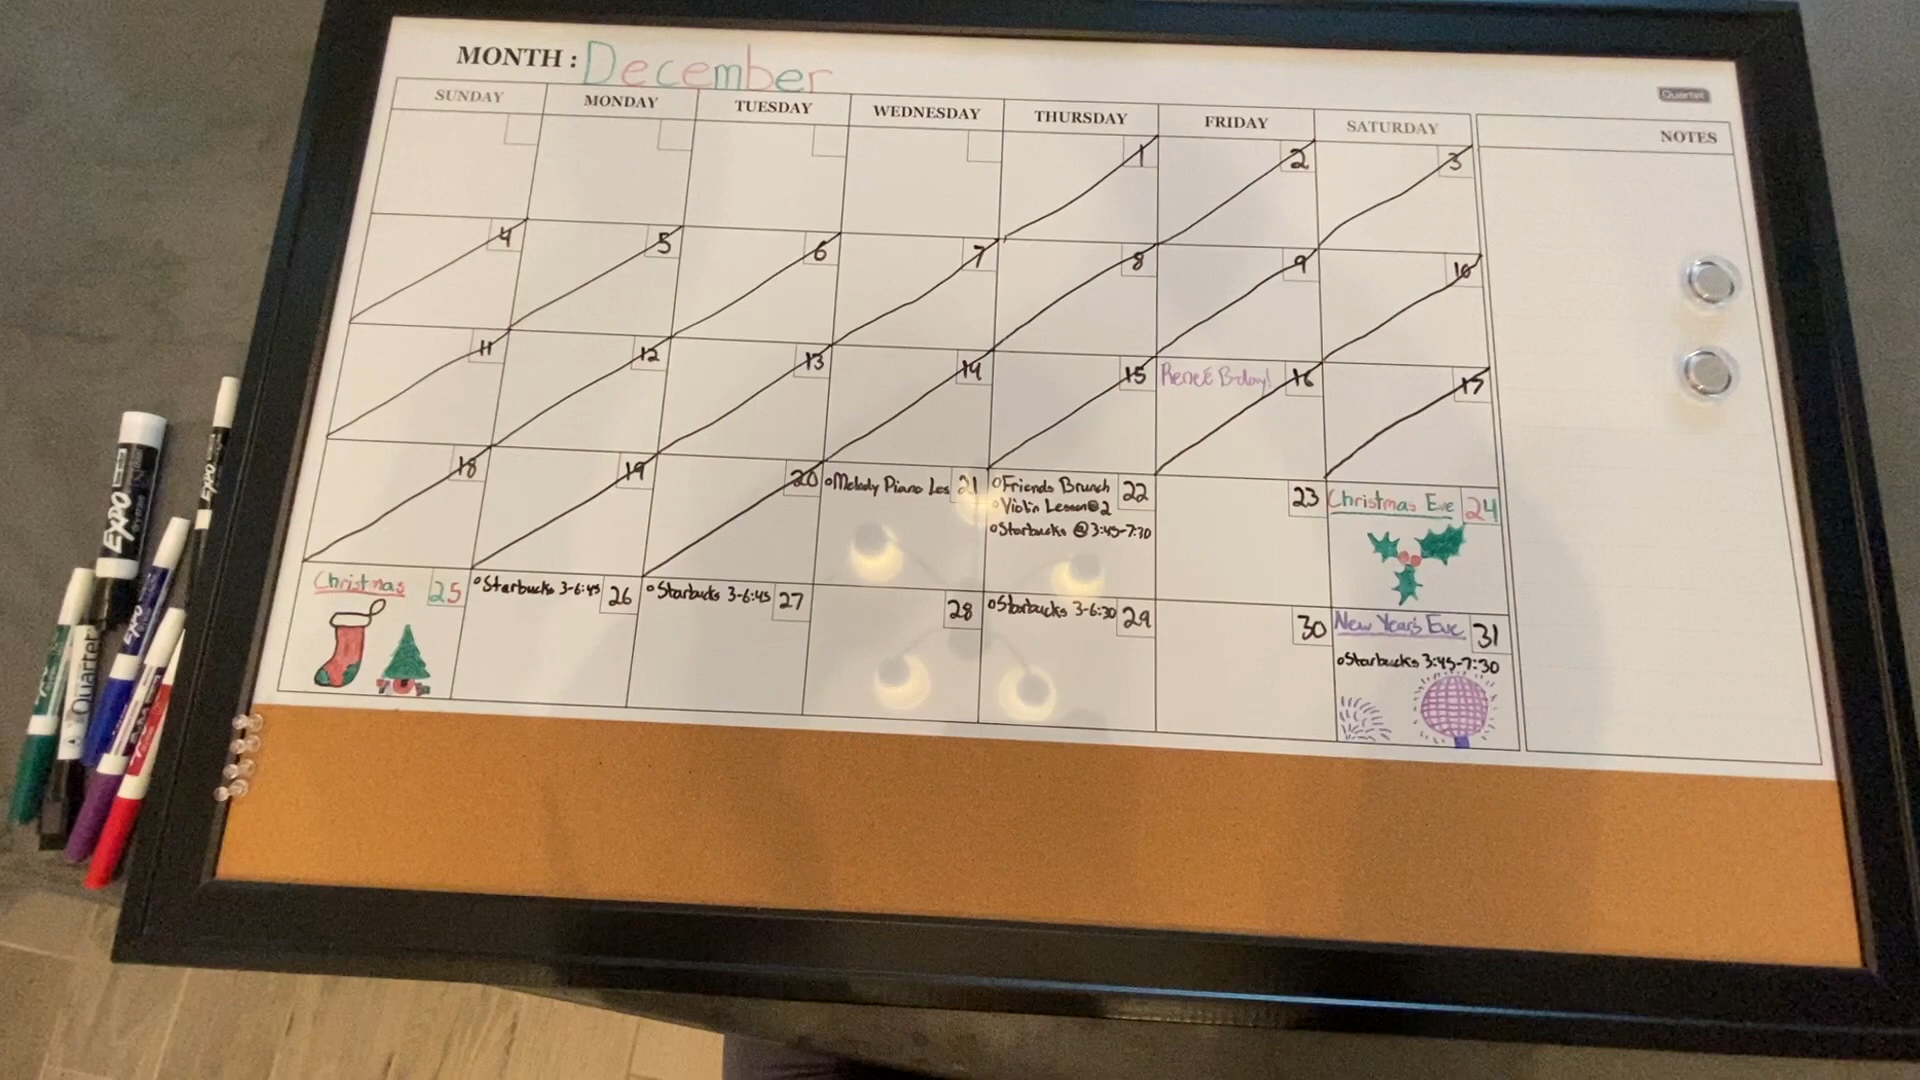 MONTH : December
Quartet
SUNDAY MONDAY TUESDAY WEDNESDAY THURSDAY FRIDAY SATURDAY NOTES
1 2 3
4 5 6 7 8 9 10
11 12 13 14 15 Reneé B-day! 16 17
18 19 20
Melody Piano Les 21
Friends Brunch 22
Violin Lesson@2
Starbucks @ 3:45-7:30
23
Christmas Eve 24
Christmas 25
Starbucks 3-6:45 26
Starbucks 3-6:45 27
28
Starbucks 3-6:30 29
30
New Year's Eve 31
Starbucks 3:45-7:30
EXPO
EXPO
EXPO
Quartet